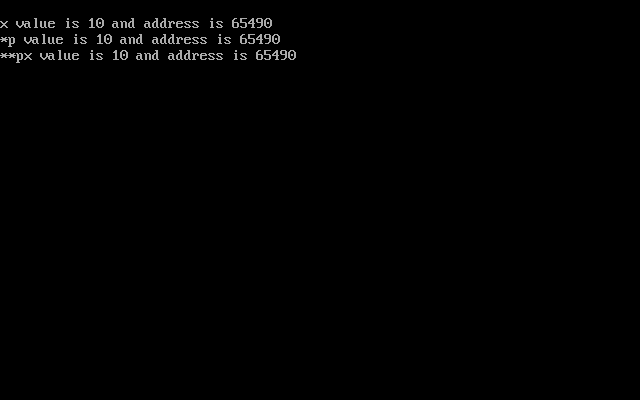 x value is 10 and address is 65490
*p value is 10 and address is 65490
**px value is 10 and address is 65490